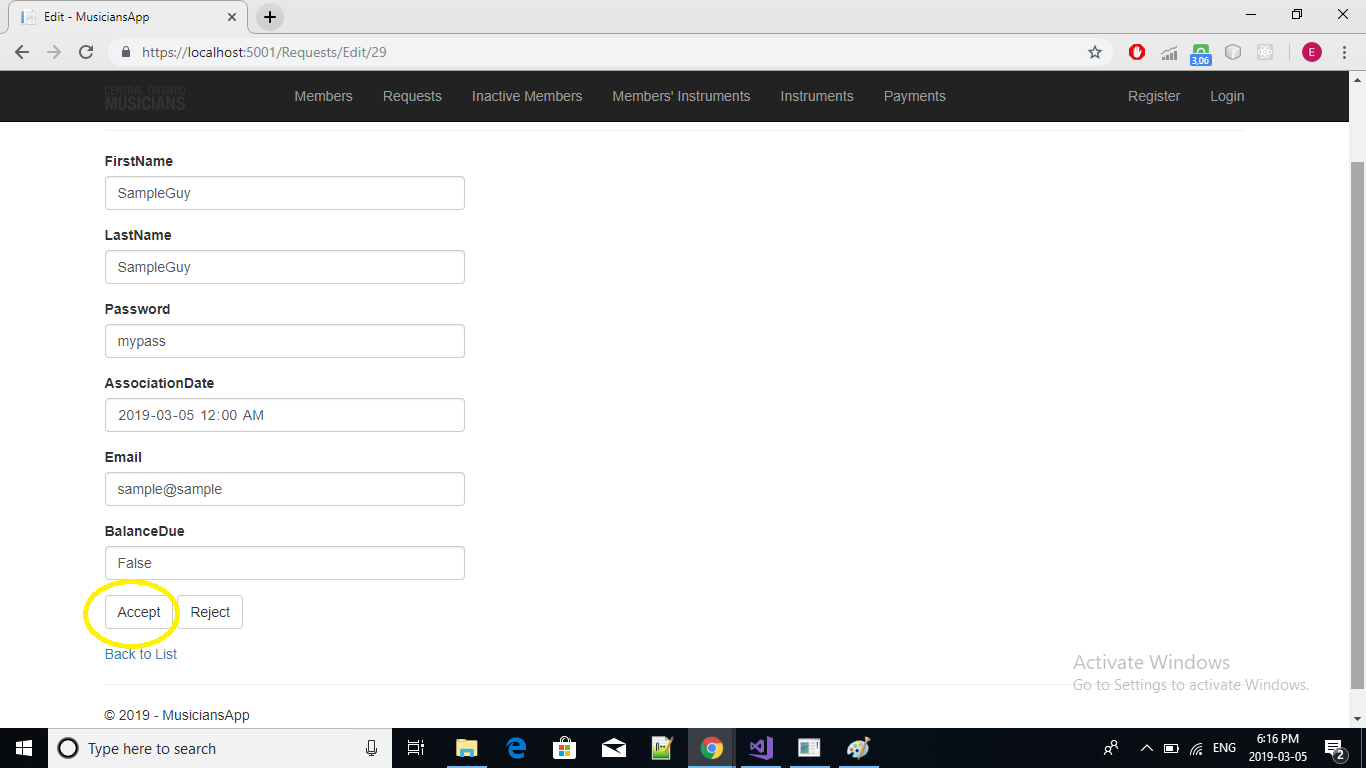 Edit - MusiciansApp
https://localhost:5001/Requests/Edit/29
3.06
E
CENTRAL ONTARIO
MUSICIANS
Members Requests Inactive Members Members' Instruments Instruments Payments Register Login
FirstName
SampleGuy
LastName
SampleGuy
Password
mypass
AssociationDate
2019-03-05 12:00 AM
Email
sample@sample
BalanceDue
False
Accept Reject
Back to List
Activate Windows
Go to Settings to activate Windows.
© 2019 - MusiciansApp
Type here to search
ENG
6:16 PM
2019-03-05
2